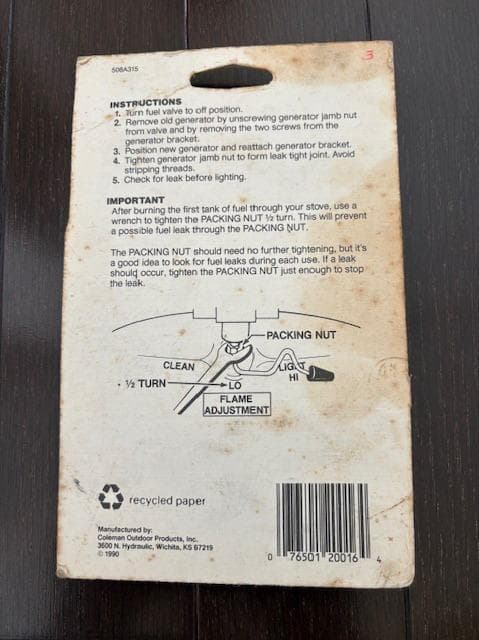 508A315
3
INSTRUCTIONS
1. Turn fuel valve to off position.
2. Remove old generator by unscrewing generator jamb nut
from valve and by removing the two screws from the
generator bracket.
3. Position new generator and reattach generator bracket.
4. Tighten generator jamb nut to form leak tight joint. Avoid
stripping threads.
5. Check for leak before lighting.
IMPORTANT
After burning the first tank of fuel through your stove, use a
wrench to tighten the PACKING NUT ½ turn. This will prevent
a possible fuel leak through the PACKING NUT.
The PACKING NUT should need no further tightening, but it's
a good idea to look for fuel leaks during each use. If a leak
should occur, tighten the PACKING NUT just enough to stop
the leak.
PACKING NUT
CLEAN
LIGHT
HI
½ TURN
LO
FLAME
ADJUSTMENT
recycled paper
Manufactured by:
Coleman Outdoor Products, Inc.
3600 N. Hydraulic, Wichita, KS 67219
© 1990
0 76501 20016 4